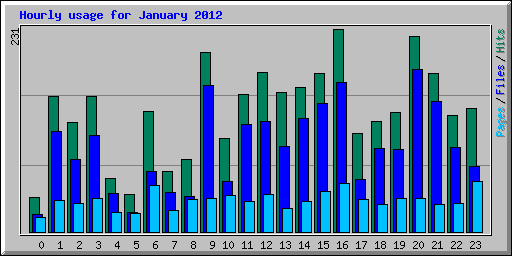 Hourly usage for January 2012
231
Pages / Files / Hits
0 1 2 3 4 5 6 7 8 9 10 11 12 13 14 15 16 17 18 19 20 21 22 23